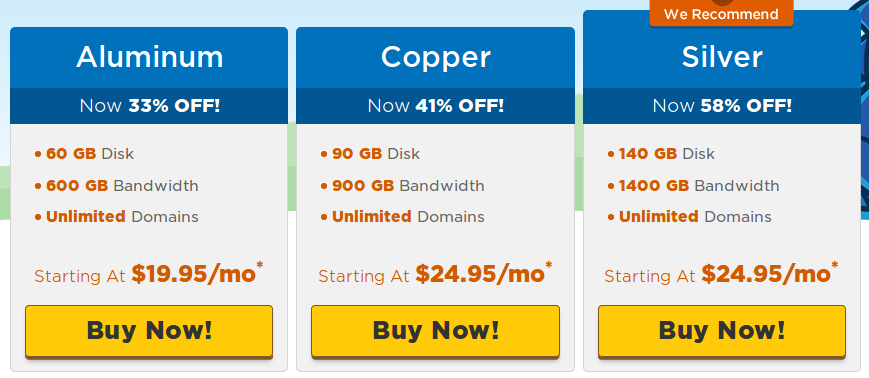 We Recommend
Aluminum
Now 33% OFF!
• 60 GB Disk
• 600 GB Bandwidth
• Unlimited Domains
Starting At $19.95/mo*
Buy Now!
Copper
Now 41% OFF!
• 90 GB Disk
• 900 GB Bandwidth
• Unlimited Domains
Starting At $24.95/mo*
Buy Now!
Silver
Now 58% OFF!
• 140 GB Disk
• 1400 GB Bandwidth
• Unlimited Domains
Starting At $24.95/mo*
Buy Now!